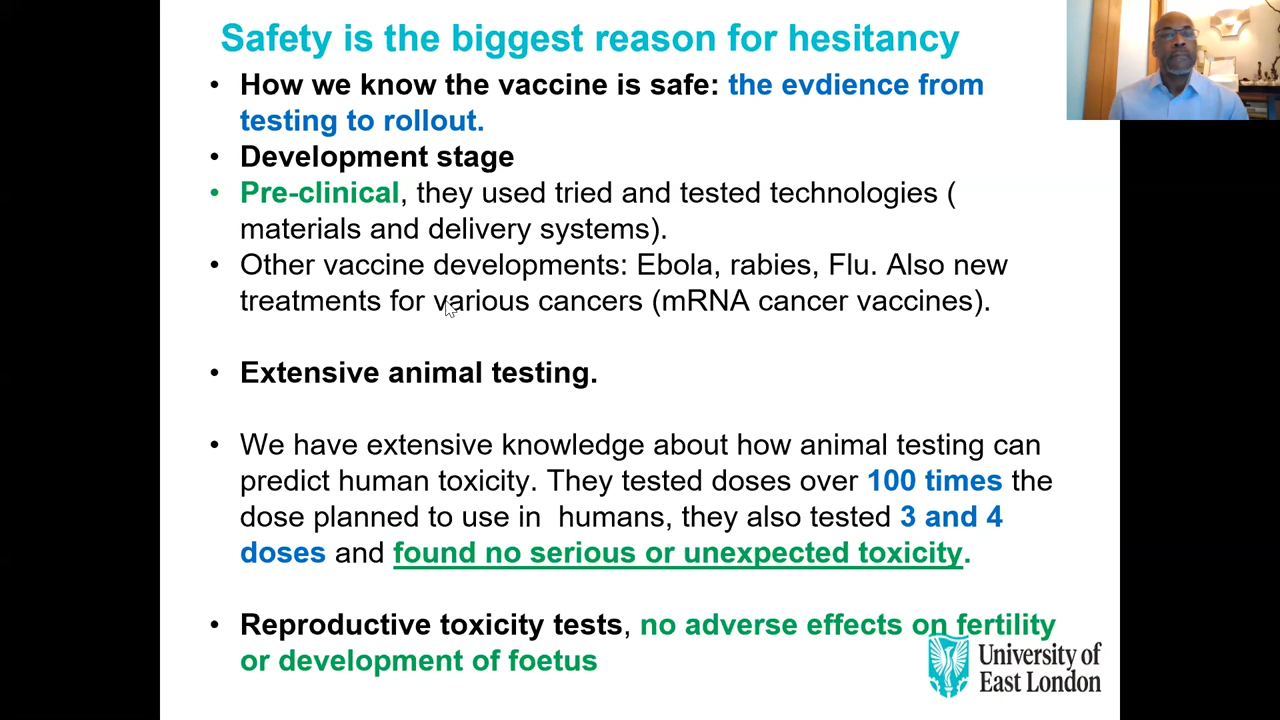 Safety is the biggest reason for hesitancy
• How we know the vaccine is safe: the evdience from
testing to rollout.
• Development stage
• Pre-clinical, they used tried and tested technologies (
materials and delivery systems).
• Other vaccine developments: Ebola, rabies, Flu. Also new
treatments for various cancers (mRNA cancer vaccines).
• Extensive animal testing.
• We have extensive knowledge about how animal testing can
predict human toxicity. They tested doses over 100 times the
dose planned to use in  humans, they also tested 3 and 4
doses and found no serious or unexpected toxicity.
• Reproductive toxicity tests, no adverse effects on fertility
or development of foetus
University of
East London